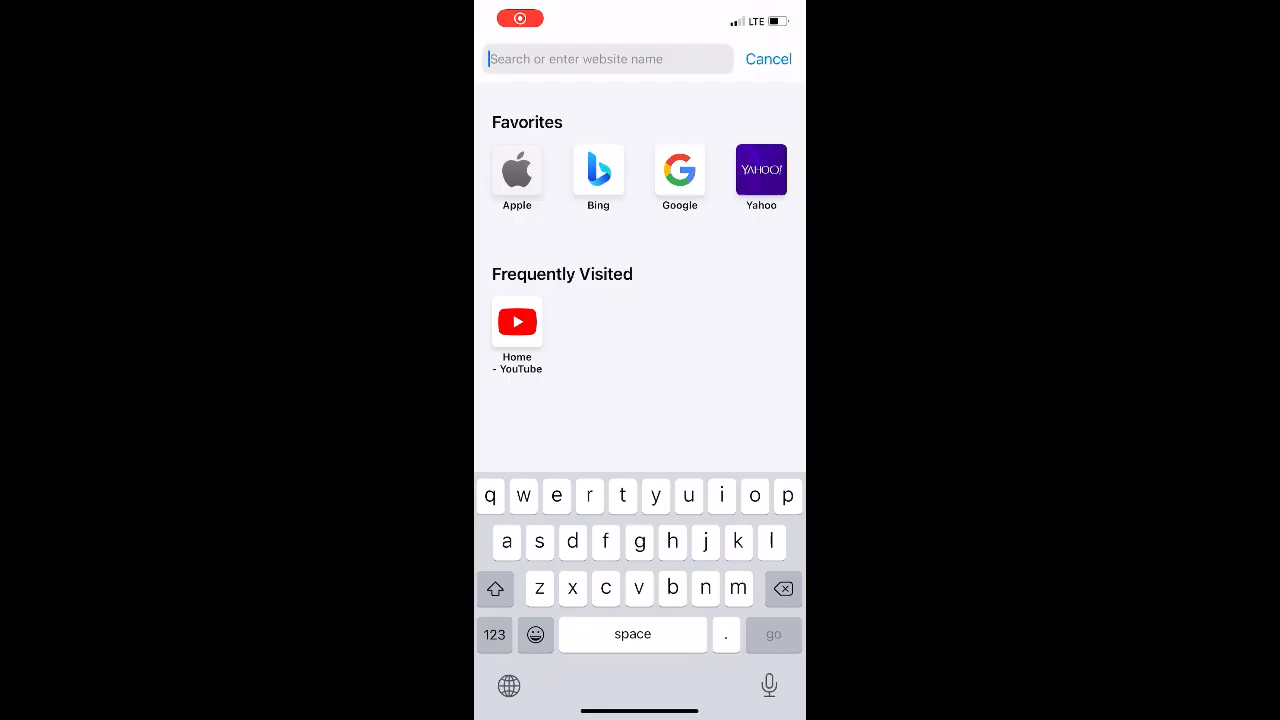 LTE
Search or enter website name
Cancel
Favorites
YAHOO!
Apple
Bing
Google
Yahoo
Frequently Visited
Home
- YouTube
q w e r t y u i o p
a s d f g h j k l
z x c v b n m
123
space
.
go